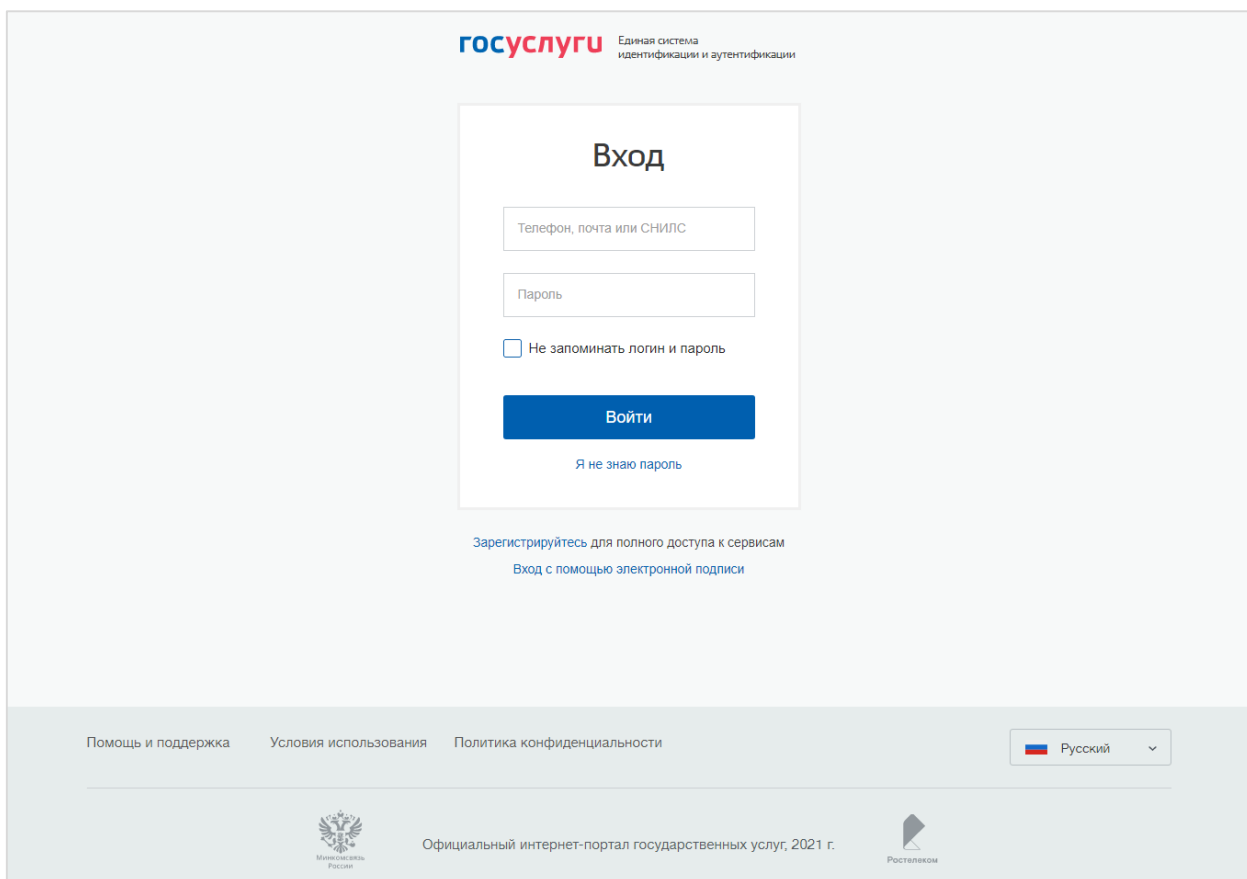 госуслуги
Единая система
идентификации и аутентификации
Вход
Телефон, почта или СНИЛС
Пароль
Не запоминать логин и пароль
Войти
Я не знаю пароль
Зарегистрируйтесь для полного доступа к сервисам
Вход с помощью электронной подписи
Помощь и поддержка Условия использования Политика конфиденциальности
Русский
Минкомсвязь
России
Официальный интернет-портал государственных услуг, 2021 г.
Ростелеком